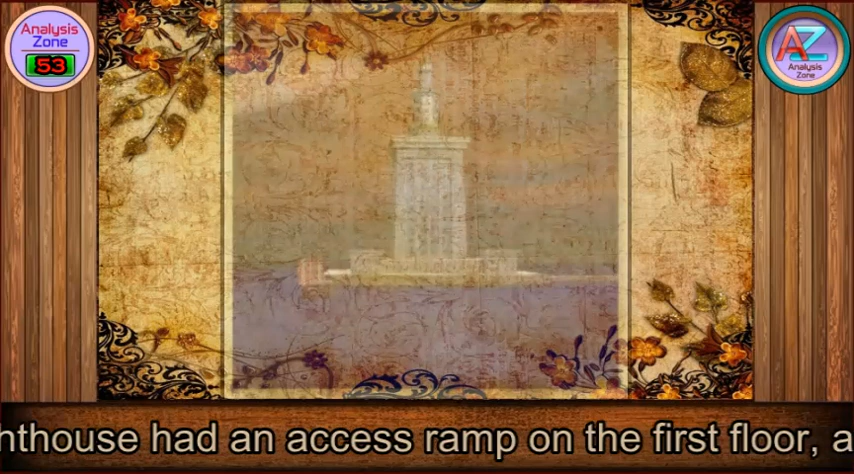 Analysis
Zone
53
AZ
Analysis
Zone
hthouse had an access ramp on the first floor, a